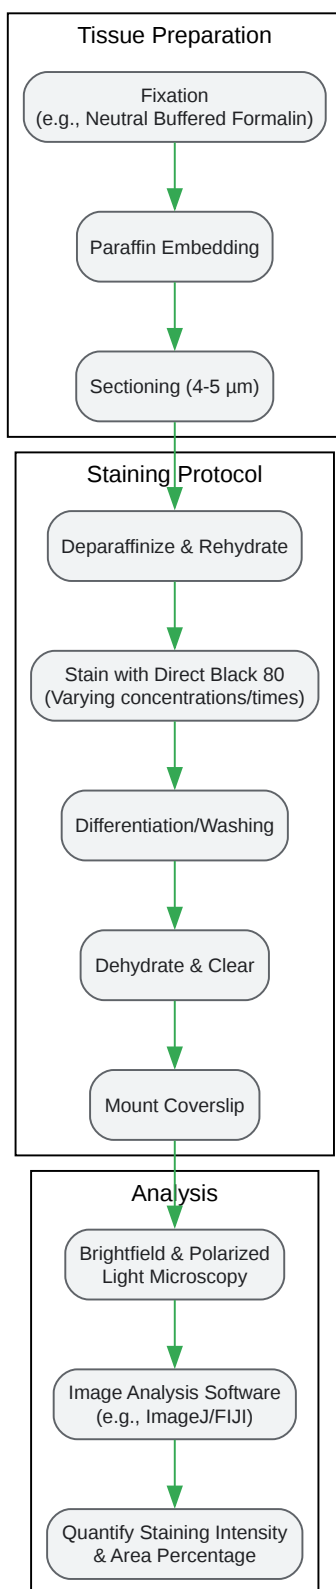 Tissue Preparation
Fixation
(e.g., Neutral Buffered Formalin)
Paraffin Embedding
Sectioning (4-5 µm)
Staining Protocol
Deparaffinize & Rehydrate
Stain with Direct Black 80
(Varying concentrations/times)
Differentiation/Washing
Dehydrate & Clear
Mount Coverslip
Analysis
Brightfield & Polarized
Light Microscopy
Image Analysis Software
(e.g., ImageJ/FIJI)
Quantify Staining Intensity
& Area Percentage